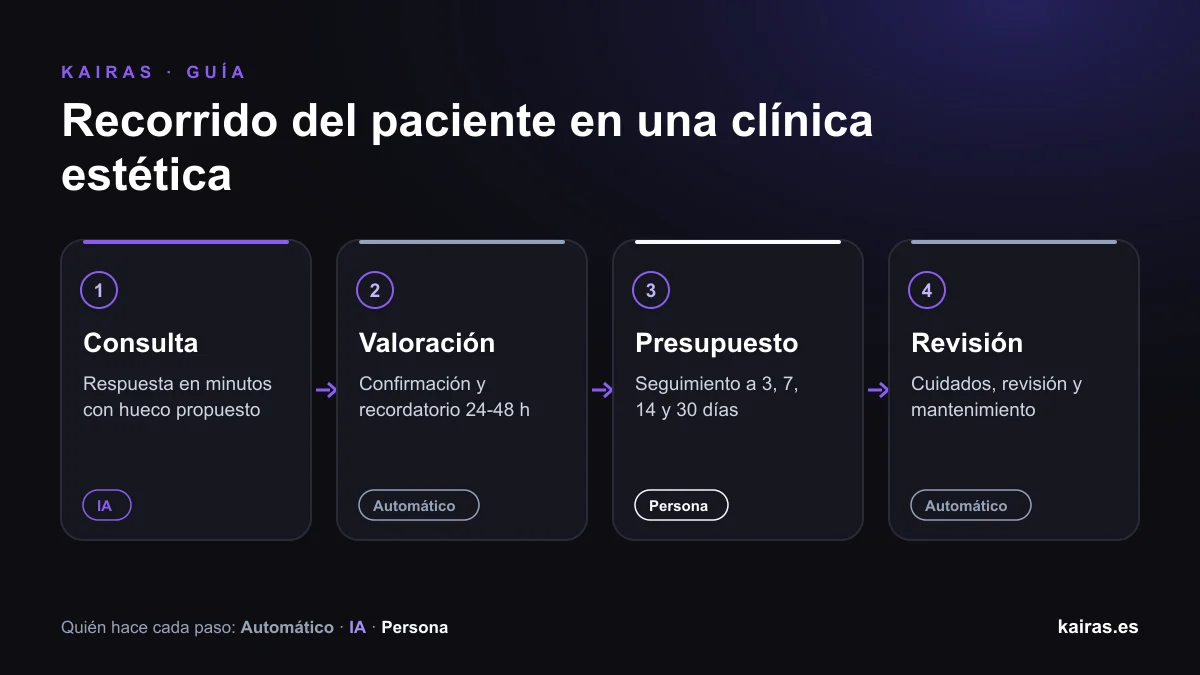 KAIRAS · GUÍA
Recorrido del paciente en una clínica
estética
1
Consulta
Respuesta en minutos
con hueco propuesto
IA
2
Valoración
Confirmación y
recordatorio 24-48 h
Automático
3
Presupuesto
Seguimiento a 3, 7,
14 y 30 días
Persona
4
Revisión
Cuidados, revisión y
mantenimiento
Automático
Quién hace cada paso: Automático · IA · Persona
kairas.es